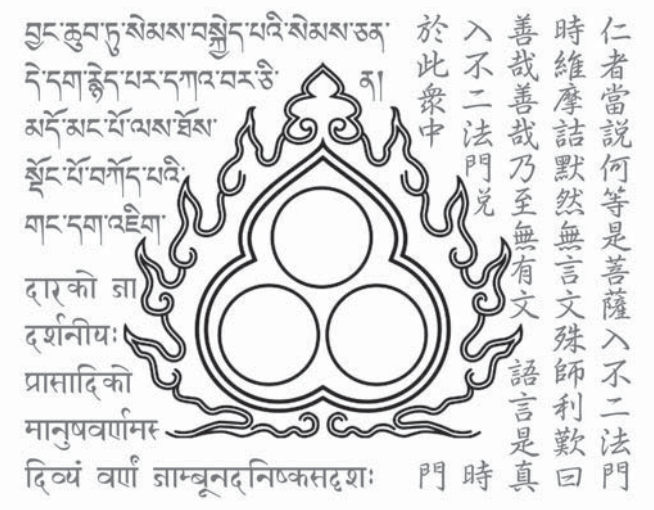 བྱང་ཆུབ་ཏུ་སེམས་བསྐྱེད་པའི་སེམས་ཅན་
དེ་དག་རྙེད་པར་དཀའ་བར་ཅི་ ན།
མདོ་མང་པོ་ལས་ཐོས་
སྡོང་པོ་བཀོད་པའི་
གང་དག་འཇིག་
दारको जा
दर्शनीयः
प्रासादिको
मानुषवर्णम
दिव्यं वर्णं जाम्बूनदनिष्कसदृशः
仁者當説何等是菩薩入不二法門
時維摩詰默然無言文殊師利歎曰
善哉善哉乃至無有文 語言是真
入不二法門兑 時
於此衆中 門